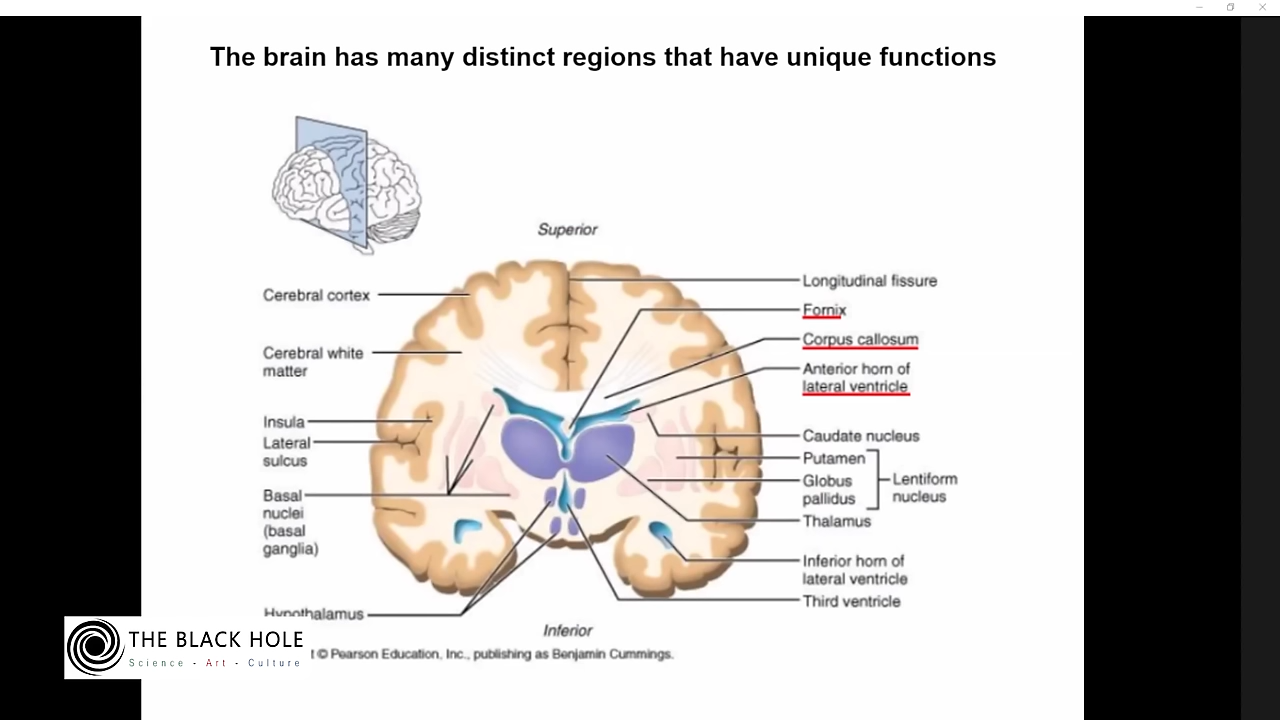 The brain has many distinct regions that have unique functions
Superior
Cerebral cortex
Cerebral white
matter
Insula
Lateral
sulcus
Basal
nuclei
(basal
ganglia)
Hypothalamus
Longitudinal fissure
Fornix
Corpus callosum
Anterior horn of
lateral ventricle
Caudate nucleus
Putamen
Globus
pallidus
Lentiform
nucleus
Thalamus
Inferior horn of
lateral ventricle
Third ventricle
Inferior
THE BLACK HOLE
Science - Art - Culture
© Pearson Education, Inc., publishing as Benjamin Cummings.